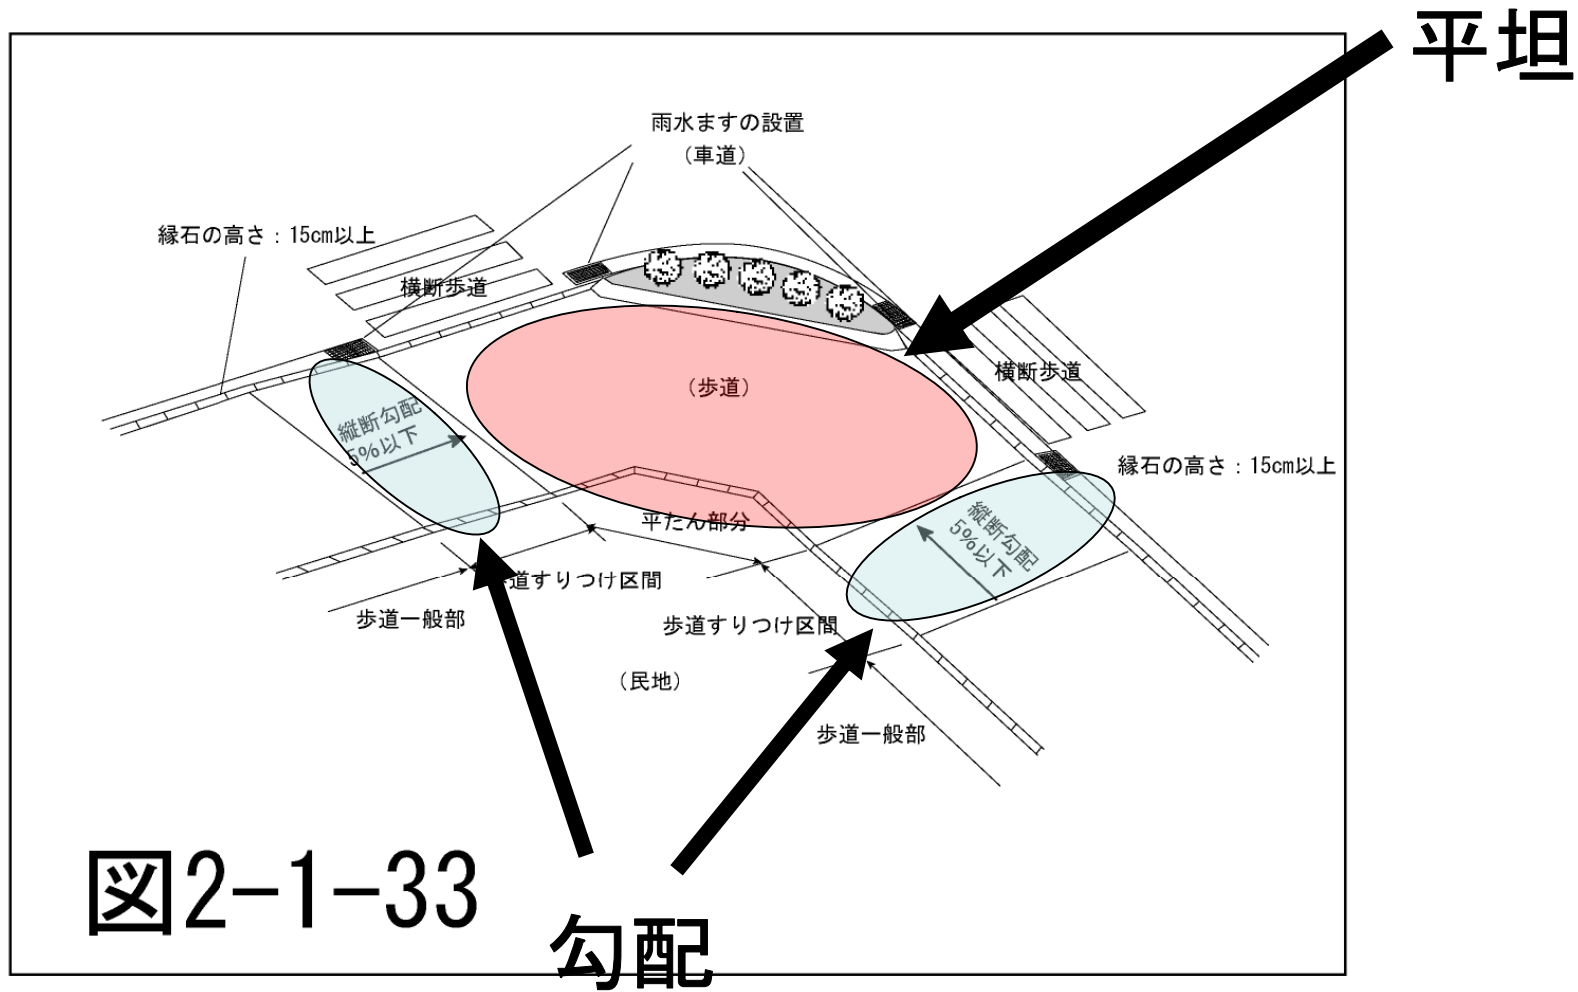 平坦
雨水ますの設置
（車道）
縁石の高さ：15cm以上
横断歩道
（歩道）
横断歩道
縦断勾配
5%以下
縁石の高さ：15cm以上
平たん部分
縦断勾配
5%以下
道すりつけ区間
歩道一般部
歩道すりつけ区間
（民地）
歩道一般部
図2-1-33
勾配